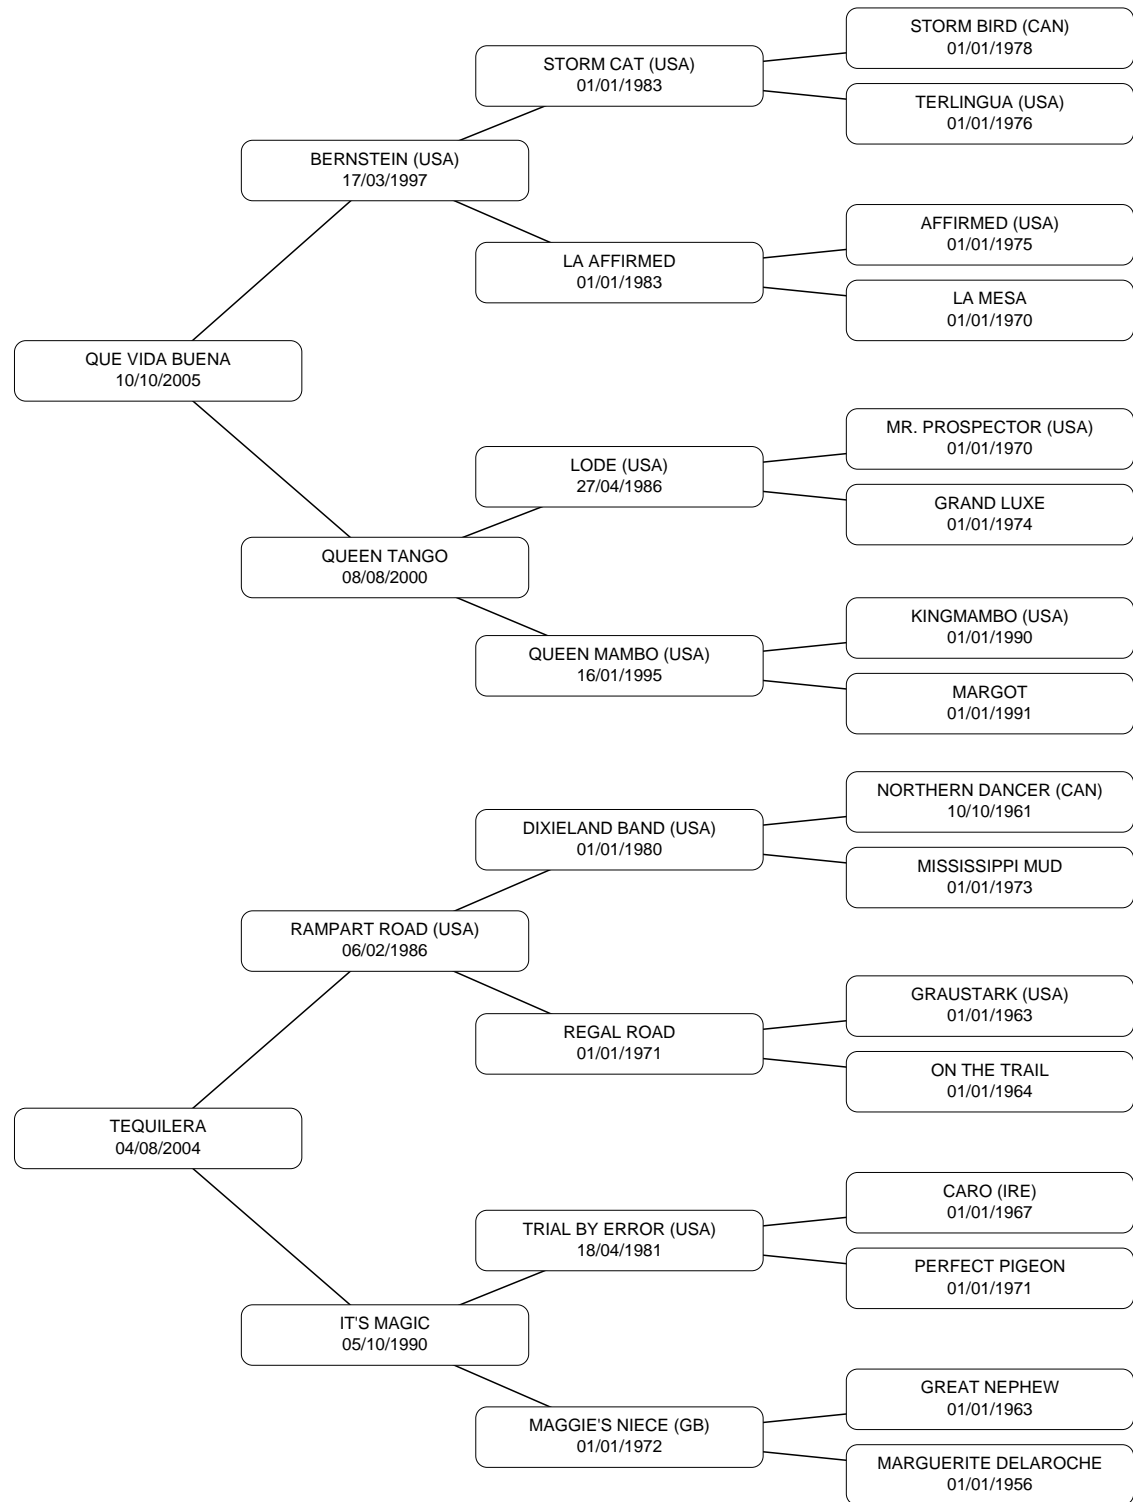 STORM BIRD (CAN)
01/01/1978
STORM CAT (USA)
01/01/1983
TERLINGUA (USA)
01/01/1976
BERNSTEIN (USA)
17/03/1997
AFFIRMED (USA)
01/01/1975
LA AFFIRMED
01/01/1983
LA MESA
01/01/1970
QUE VIDA BUENA
10/10/2005
MR. PROSPECTOR (USA)
01/01/1970
LODE (USA)
27/04/1986
GRAND LUXE
01/01/1974
QUEEN TANGO
08/08/2000
KINGMAMBO (USA)
01/01/1990
QUEEN MAMBO (USA)
16/01/1995
MARGOT
01/01/1991
NORTHERN DANCER (CAN)
10/10/1961
DIXIELAND BAND (USA)
01/01/1980
MISSISSIPPI MUD
01/01/1973
RAMPART ROAD (USA)
06/02/1986
GRAUSTARK (USA)
01/01/1963
REGAL ROAD
01/01/1971
ON THE TRAIL
01/01/1964
TEQUILERA
04/08/2004
CARO (IRE)
01/01/1967
TRIAL BY ERROR (USA)
18/04/1981
PERFECT PIGEON
01/01/1971
IT'S MAGIC
05/10/1990
GREAT NEPHEW
01/01/1963
MAGGIE'S NIECE (GB)
01/01/1972
MARGUERITE DELAROCHE
01/01/1956